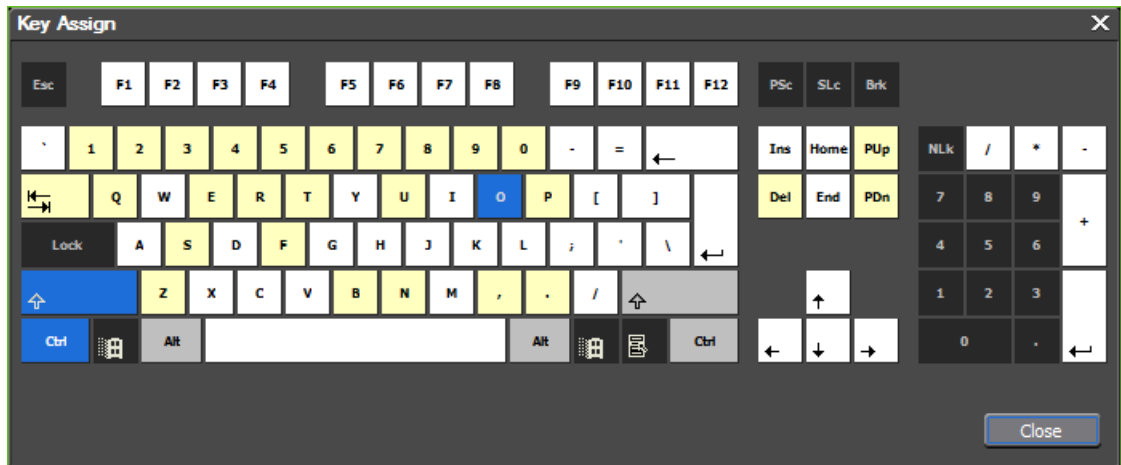 Key Assign X
Esc F1 F2 F3 F4 F5 F6 F7 F8 F9 F10 F11 F12 PSc SLc Brk
` 1 2 3 4 5 6 7 8 9 0 - = ← Ins Home PUp NLk / * -
Q W E R T Y U I O P [ ] Del End PDn 7 8 9 +
Lock A S D F G H J K L ; ' \ 4 5 6
Z X C V B N M , . / ↑ 1 2 3
Ctrl Alt Alt Ctrl ← ↓ → 0 .
Close